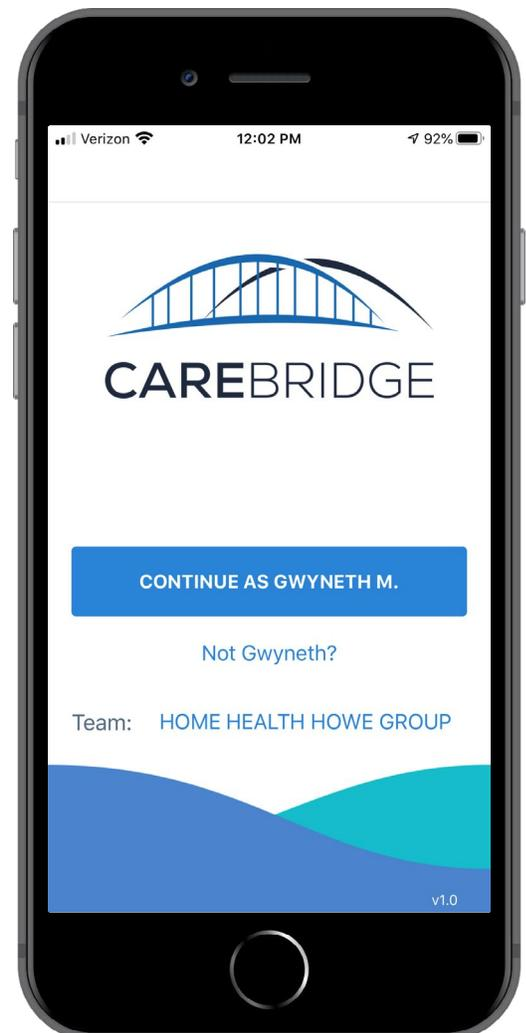 Verizon 12:02 PM 92%
CAREBRIDGE
CONTINUE AS GWYNETH M.
Not Gwyneth?
Team: HOME HEALTH HOWE GROUP
v1.0